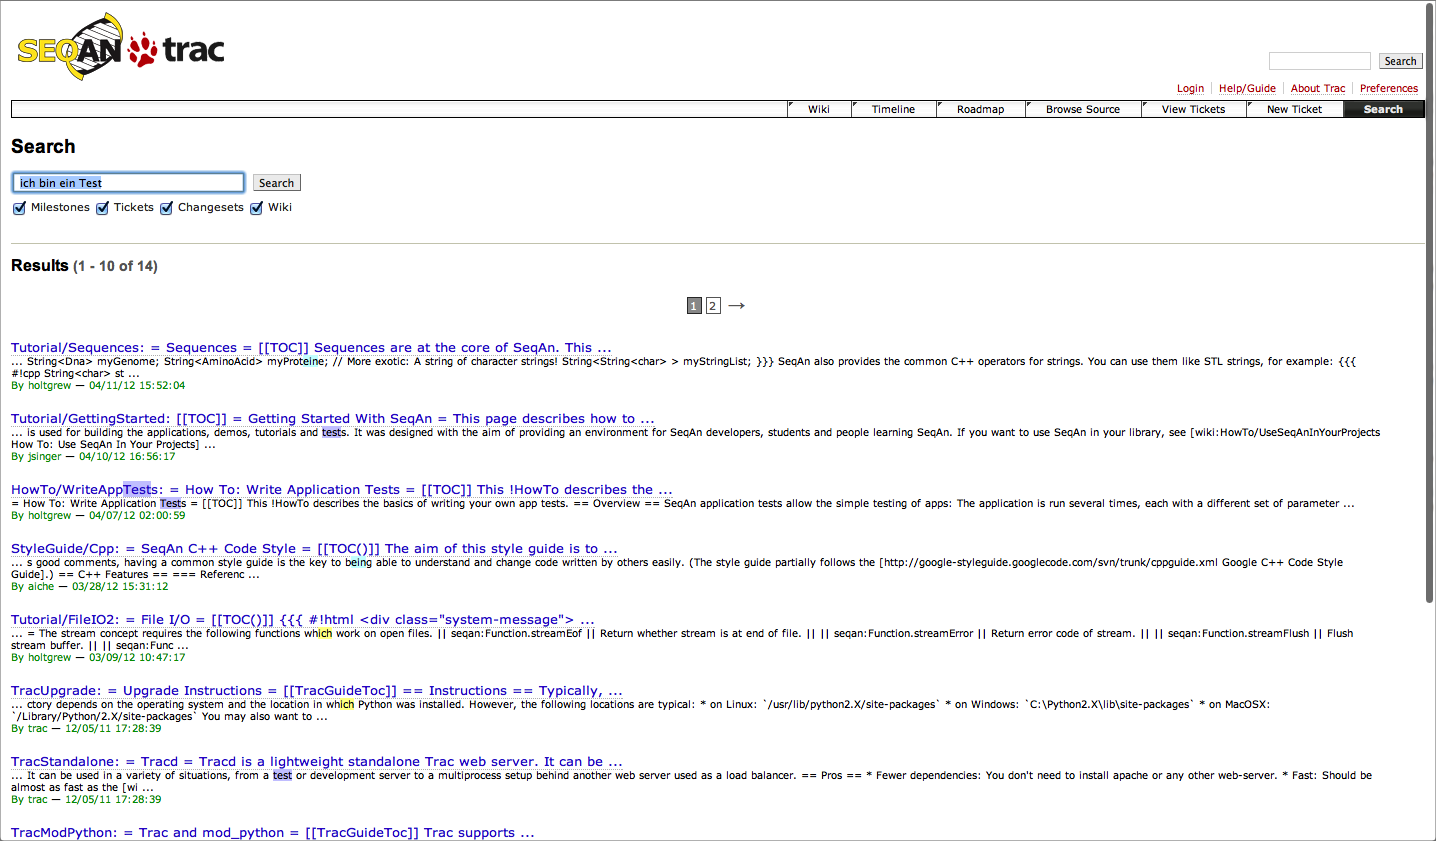 SEQAN trac
Search
Login Help/Guide About Trac Preferences
Wiki Timeline Roadmap Browse Source View Tickets New Ticket Search
Search
ich bin ein Test Search
Milestones Tickets Changesets Wiki
Results (1 - 10 of 14)
1 2 →
Tutorial/Sequences: = Sequences = [[TOC]] Sequences are at the core of SeqAn. This ...
... String<Dna> myGenome; String<AminoAcid> myProteine; // More exotic: A string of character strings! String<String<char> > myStringList; }}} SeqAn also provides the common C++ operators for strings. You can use them like STL strings, for example: {{{
#!cpp String<char> st ...
By holtgrew — 04/11/12 15:52:04
Tutorial/GettingStarted: [[TOC]] = Getting Started With SeqAn = This page describes how to ...
... is used for building the applications, demos, tutorials and tests. It was designed with the aim of providing an environment for SeqAn developers, students and people learning SeqAn. If you want to use SeqAn in your library, see [wiki:HowTo/UseSeqAnInYourProjects
How To: Use SeqAn In Your Projects] ...
By jsinger — 04/10/12 16:56:17
HowTo/WriteAppTests: = How To: Write Application Tests = [[TOC]] This !HowTo describes the ...
= How To: Write Application Tests = [[TOC]] This !HowTo describes the basics of writing your own app tests. == Overview == SeqAn application tests allow the simple testing of apps: The application is run several times, each with a different set of parameter ...
By holtgrew — 04/07/12 02:00:59
StyleGuide/Cpp: = SeqAn C++ Code Style = [[TOC()]] The aim of this style guide is to ...
... s good comments, having a common style guide is the key to being able to understand and change code written by others easily. (The style guide partially follows the [http://google-styleguide.googlecode.com/svn/trunk/cppguide.xml Google C++ Code Style
Guide].) == C++ Features == === Referenc ...
By aiche — 03/28/12 15:31:12
Tutorial/FileIO2: = File I/O = [[TOC()]] {{{ #!html <div class="system-message"> ...
... = The stream concept requires the following functions which work on open files. || seqan:Function.streamEof || Return whether stream is at end of file. || || seqan:Function.streamError || Return error code of stream. || || seqan:Function.streamFlush || Flush
stream buffer. || || seqan:Func ...
By holtgrew — 03/09/12 10:47:17
TracUpgrade: = Upgrade Instructions = [[TracGuideToc]] == Instructions == Typically, ...
... ctory depends on the operating system and the location in which Python was installed. However, the following locations are typical: * on Linux: `/usr/lib/python2.X/site-packages` * on Windows: `C:\Python2.X\lib\site-packages` * on MacOSX:
`/Library/Python/2.X/site-packages` You may also want to ...
By trac — 12/05/11 17:28:39
TracStandalone: = Tracd = Tracd is a lightweight standalone Trac web server. It can be ...
... It can be used in a variety of situations, from a test or development server to a multiprocess setup behind another web server used as a load balancer. == Pros == * Fewer dependencies: You don't need to install apache or any other web-server. * Fast: Should be
almost as fast as the [wi ...
By trac — 12/05/11 17:28:39
TracModPython: = Trac and mod_python = [[TracGuideToc]] Trac supports ...